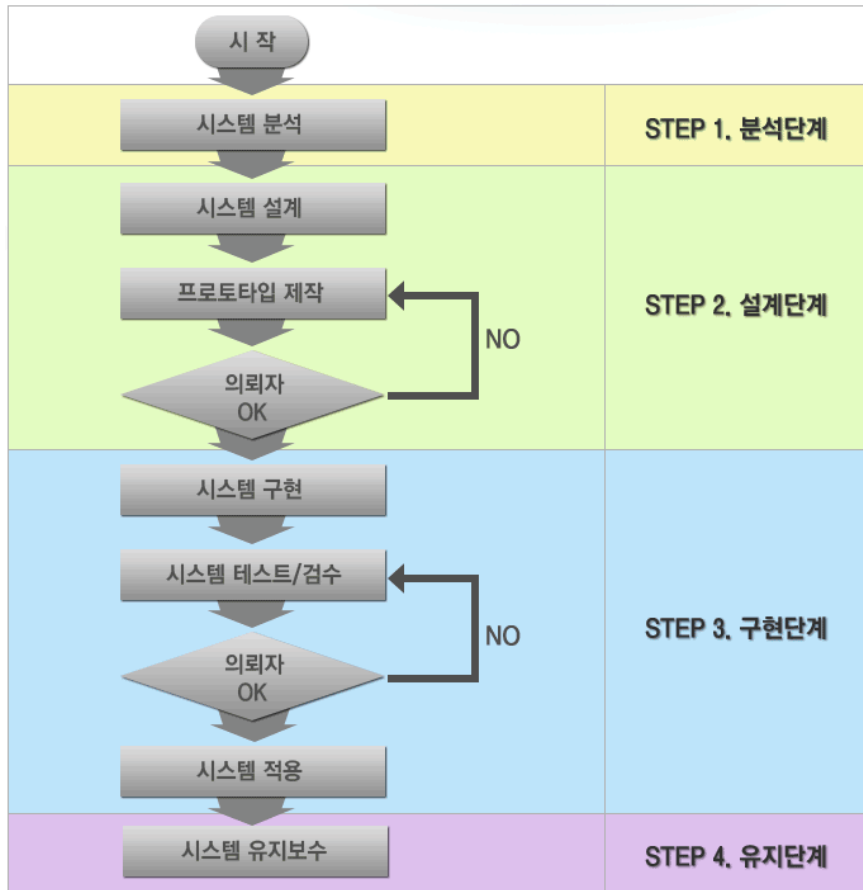 시 작
시스템 분석
STEP 1. 분석단계
시스템 설계
프로토타입 제작
STEP 2. 설계단계
NO
의뢰자
OK
시스템 구현
시스템 테스트/검수
STEP 3. 구현단계
NO
의뢰자
OK
시스템 적용
시스템 유지보수
STEP 4. 유지단계